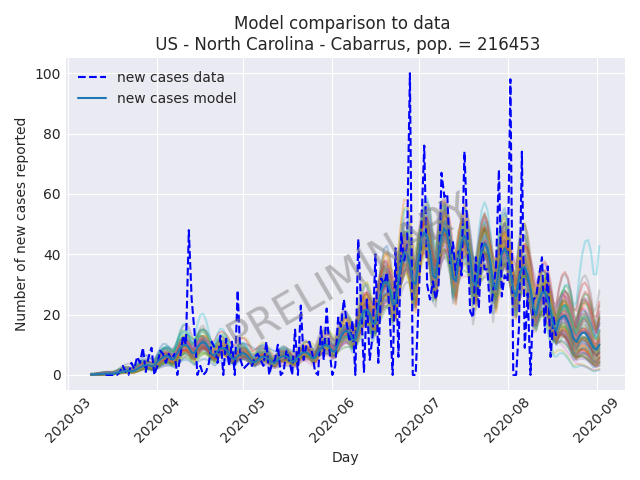 Model comparison to data
US - North Carolina - Cabarrus, pop. = 216453
new cases data
new cases model
PRELIMINARY
Number of new cases reported
100
80
60
40
20
0
2020-03
2020-04
2020-05
2020-06
2020-07
2020-08
2020-09
Day